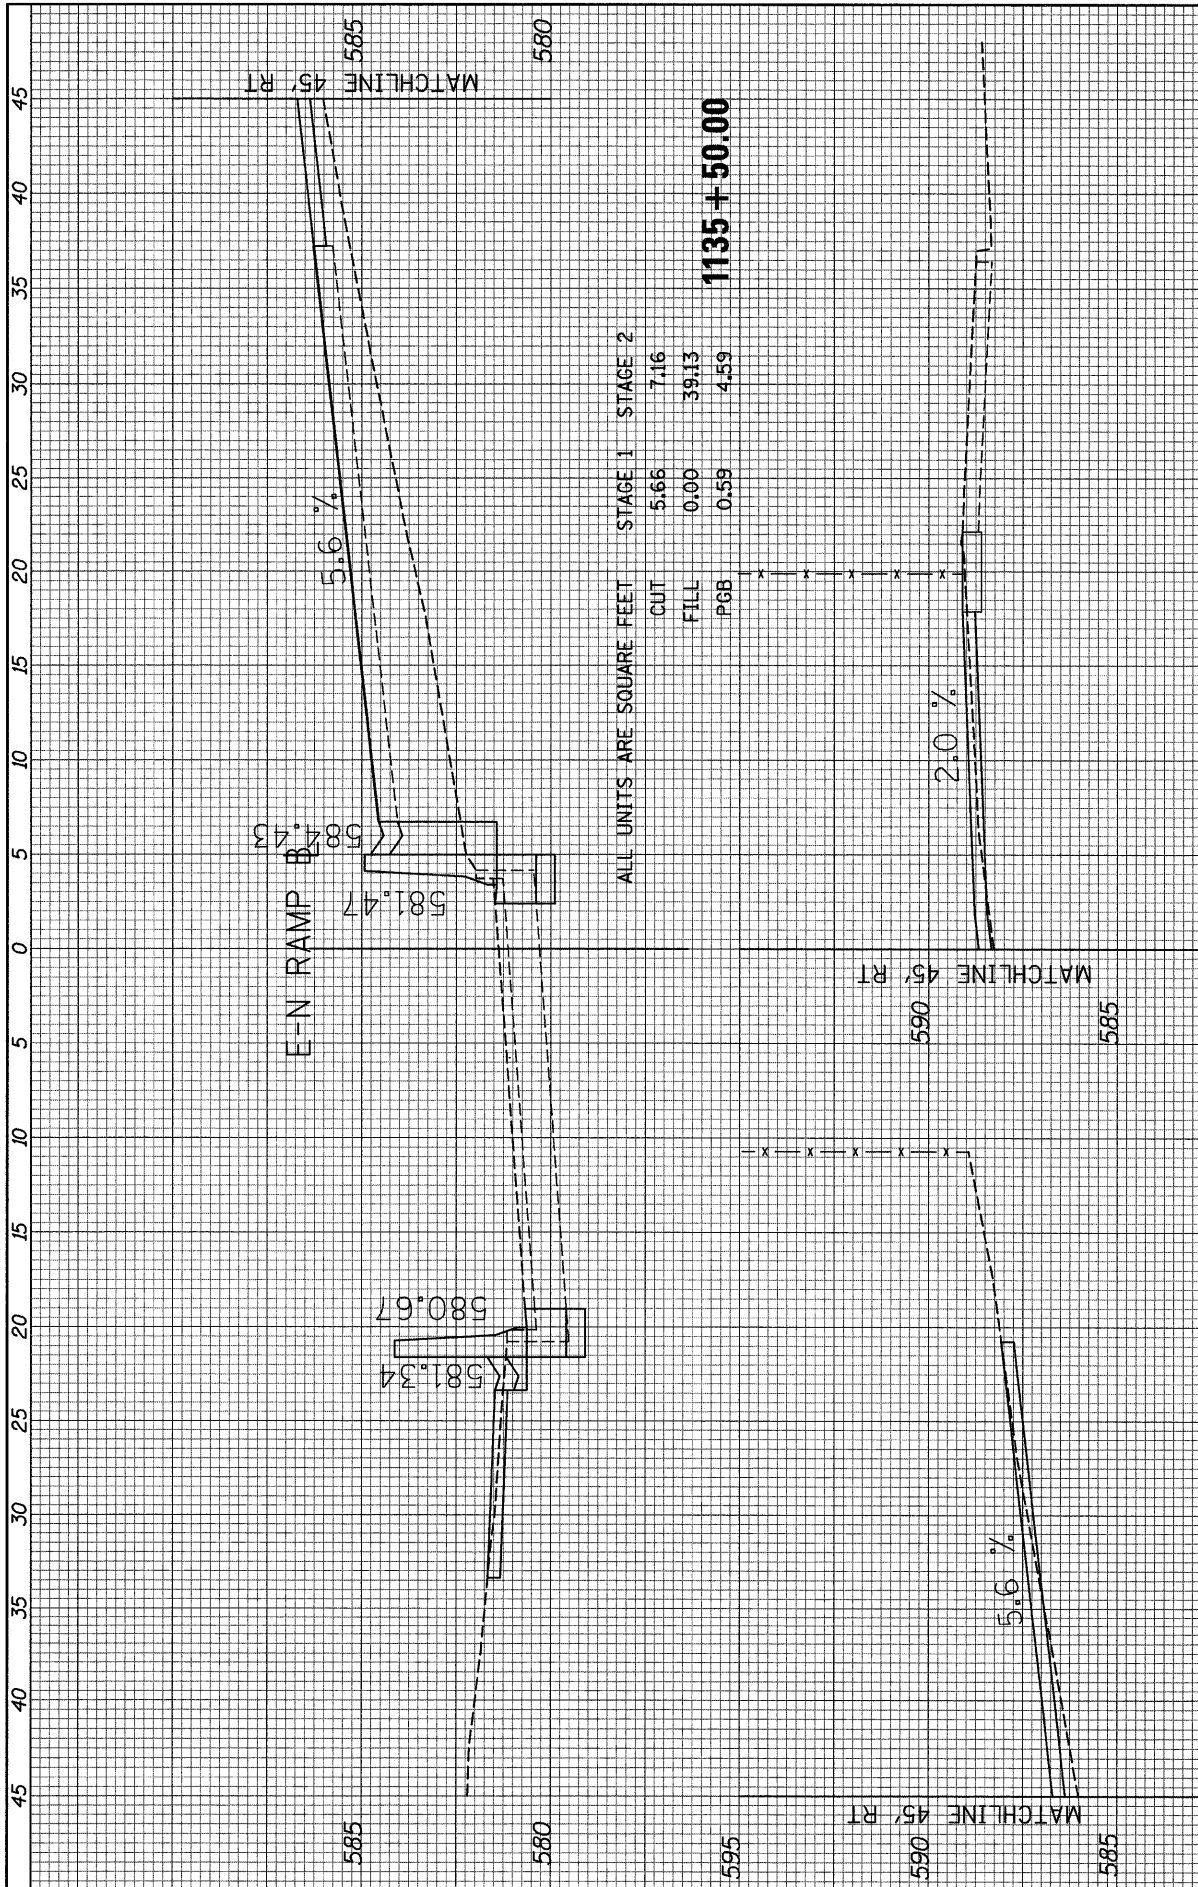 45 40 35 30 25 20 15 10 5 0 5 10 15 20 25 30 35 40 45
585
585
MATCHLINE 45' RT
580
580
E-N RAMP BL
5.6 %
584.43
581.47
580.67
581.34
ALL UNITS ARE SQUARE FEET STAGE 1 STAGE 2
CUT 5.66 7.16
FILL 0.00 39.13
PGB 0.59 4.59
1135+50.00
595
590
590
585
585
MATCHLINE 45' RT
MATCHLINE 45' RT
5.6 %
2.0 %
x x x x x
x x x x x